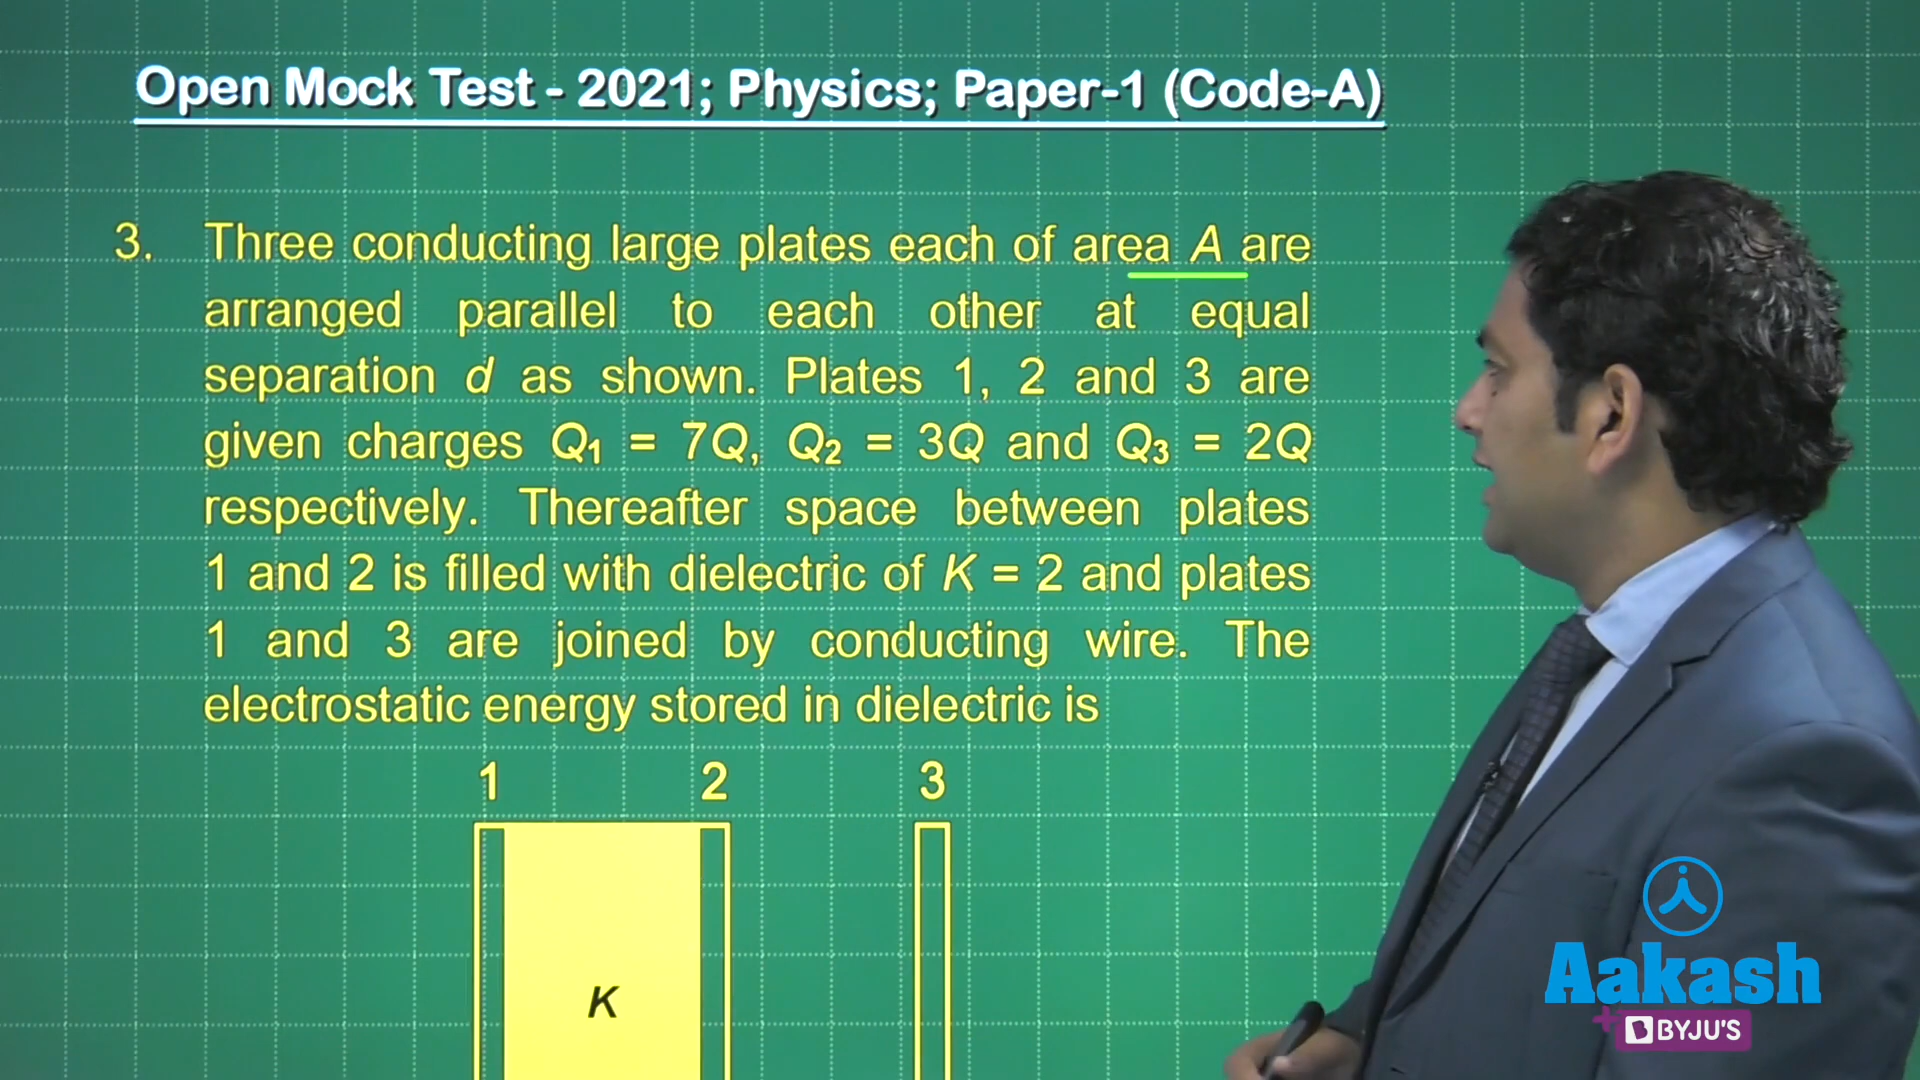 Open Mock Test - 2021; Physics; Paper-1 (Code-A)
3. Three conducting large plates each of area A are
arranged parallel to each other at equal
separation d as shown. Plates 1, 2 and 3 are
given charges Q₁ = 7Q, Q₂ = 3Q and Q₃ = 2Q
respectively. Thereafter space between plates
1 and 2 is filled with dielectric of K = 2 and plates
1 and 3 are joined by conducting wire. The
electrostatic energy stored in dielectric is
1 2 3
K
Aakash
+ B BYJU'S